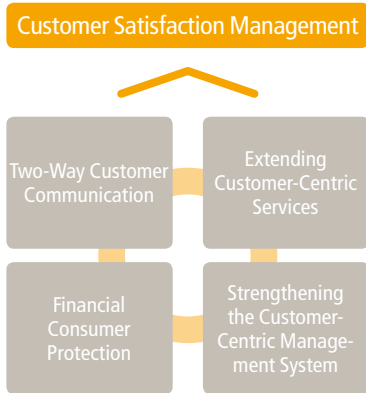 Customer Satisfaction Management
Two-Way Customer
Communication
Extending
Customer-Centric
Services
Financial
Consumer
Protection
Strengthening
the Customer-
Centric Manage-
ment System